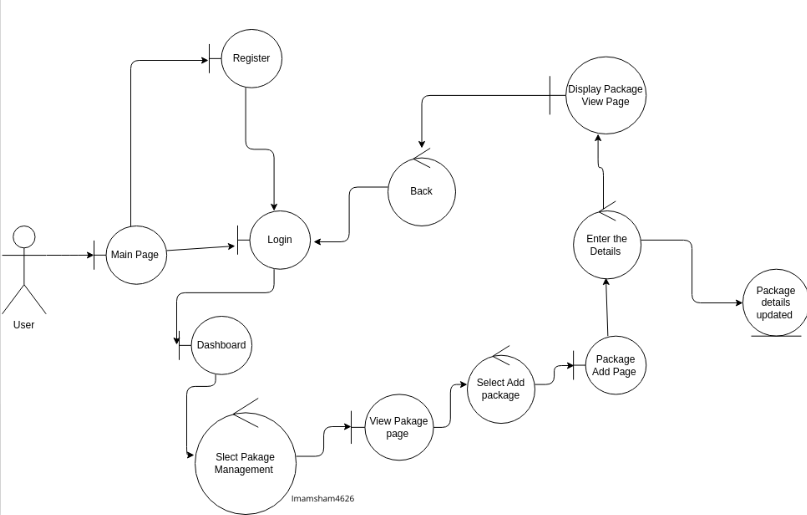 Register
Display Package
View Page
Back
Main Page
Login
Enter the
Details
User
Package
details
updated
Dashboard
Package
Add Page
Select Add
package
View Pakage
page
Slect Pakage
Management
Imamsham4626